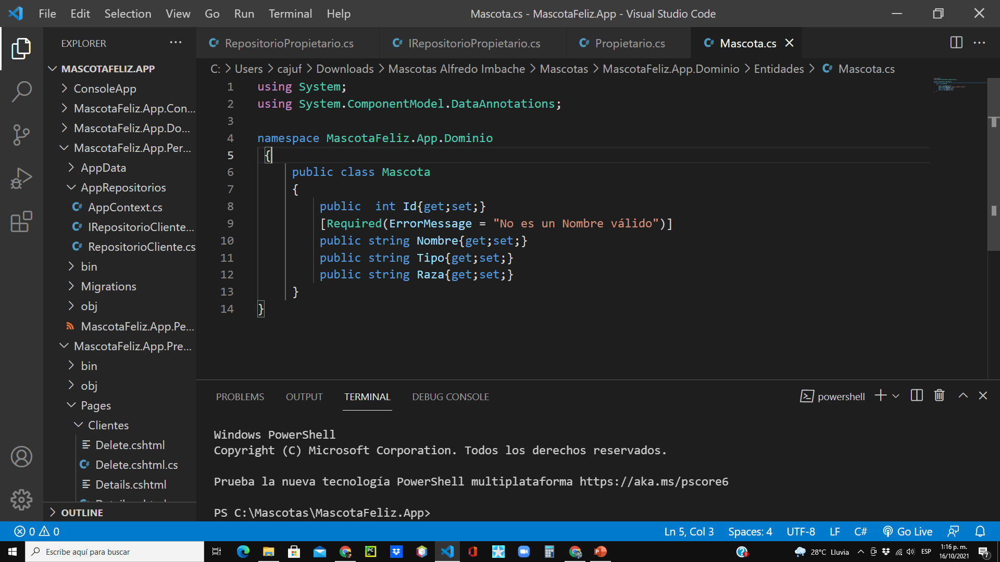 File Edit Selection View Go Run Terminal Help
Mascota.cs - MascotaFeliz.App - Visual Studio Code
EXPLORER
RepositorioPropietario.cs IRepositorioPropietario.cs Propietario.cs Mascota.cs
MASCOTAFELIZ.APP
ConsoleApp
MascotaFeliz.App.Con...
MascotaFeliz.App.Do...
MascotaFeliz.App.Per...
AppData
AppRepositorios
AppContext.cs
IRepositorioCliente...
RepositorioCliente.cs
bin
Migrations
obj
MascotaFeliz.App.Pe...
MascotaFeliz.App.Pre...
bin
obj
Pages
Clientes
Delete.cshtml
Delete.cshtml.cs
Details.cshtml
OUTLINE
C: > Users > cajuf > Downloads > Mascotas Alfredo Imbache > Mascotas > MascotaFeliz.App.Dominio > Entidades > Mascota.cs
1 using System;
2 using System.ComponentModel.DataAnnotations;
3
4 namespace MascotaFeliz.App.Dominio
5 {
6 public class Mascota
7 {
8 public  int Id{get;set;}
9 [Required(ErrorMessage = "No es un Nombre válido")]
10 public string Nombre{get;set;}
11 public string Tipo{get;set;}
12 public string Raza{get;set;}
13 }
14 }
PROBLEMS OUTPUT TERMINAL DEBUG CONSOLE
powershell
Windows PowerShell
Copyright (C) Microsoft Corporation. Todos los derechos reservados.
Prueba la nueva tecnología PowerShell multiplataforma https://aka.ms/pscore6
PS C:\Mascotas\MascotaFeliz.App>
0 0
Ln 5, Col 3 Spaces: 4 UTF-8 LF C# Go Live
Escribe aquí para buscar
28°C Lluvia
ESP
1:16 p. m.
16/10/2021
7